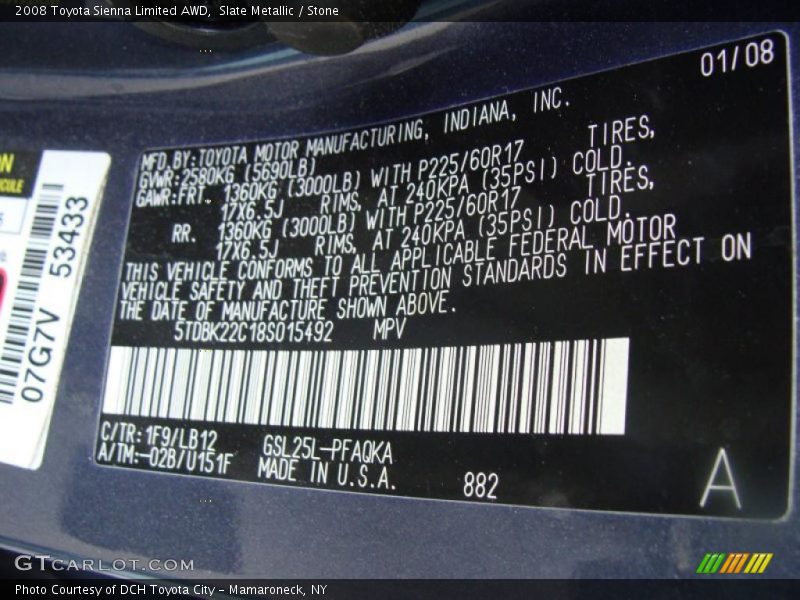 2008 Toyota Sienna Limited AWD,  Slate Metallic / Stone
01/08
MFD. BY: TOYOTA MOTOR MANUFACTURING, INDIANA, INC.
GVWR: 2580KG (5690LB)
GAWR: FRT. 1360KG (3000LB) WITH P225/60R17 TIRES,
17X6.5J RIMS, AT 240KPA (35PSI) COLD.
RR. 1360KG (3000LB) WITH P225/60R17 TIRES,
17X6.5J RIMS, AT 240KPA (35PSI) COLD.
THIS VEHICLE CONFORMS TO ALL APPLICABLE FEDERAL MOTOR
VEHICLE SAFETY AND THEFT PREVENTION STANDARDS IN EFFECT ON
THE DATE OF MANUFACTURE SHOWN ABOVE.
5TDBK22C18S015492 MPV
C/TR: 1F9/LB12 GSL25L-PFAQKA
A/TM: -02B/U151F MADE IN U.S.A. 882
A
07G7V 53433
GTCARLOT.COM
Photo Courtesy of DCH Toyota City - Mamaroneck, NY